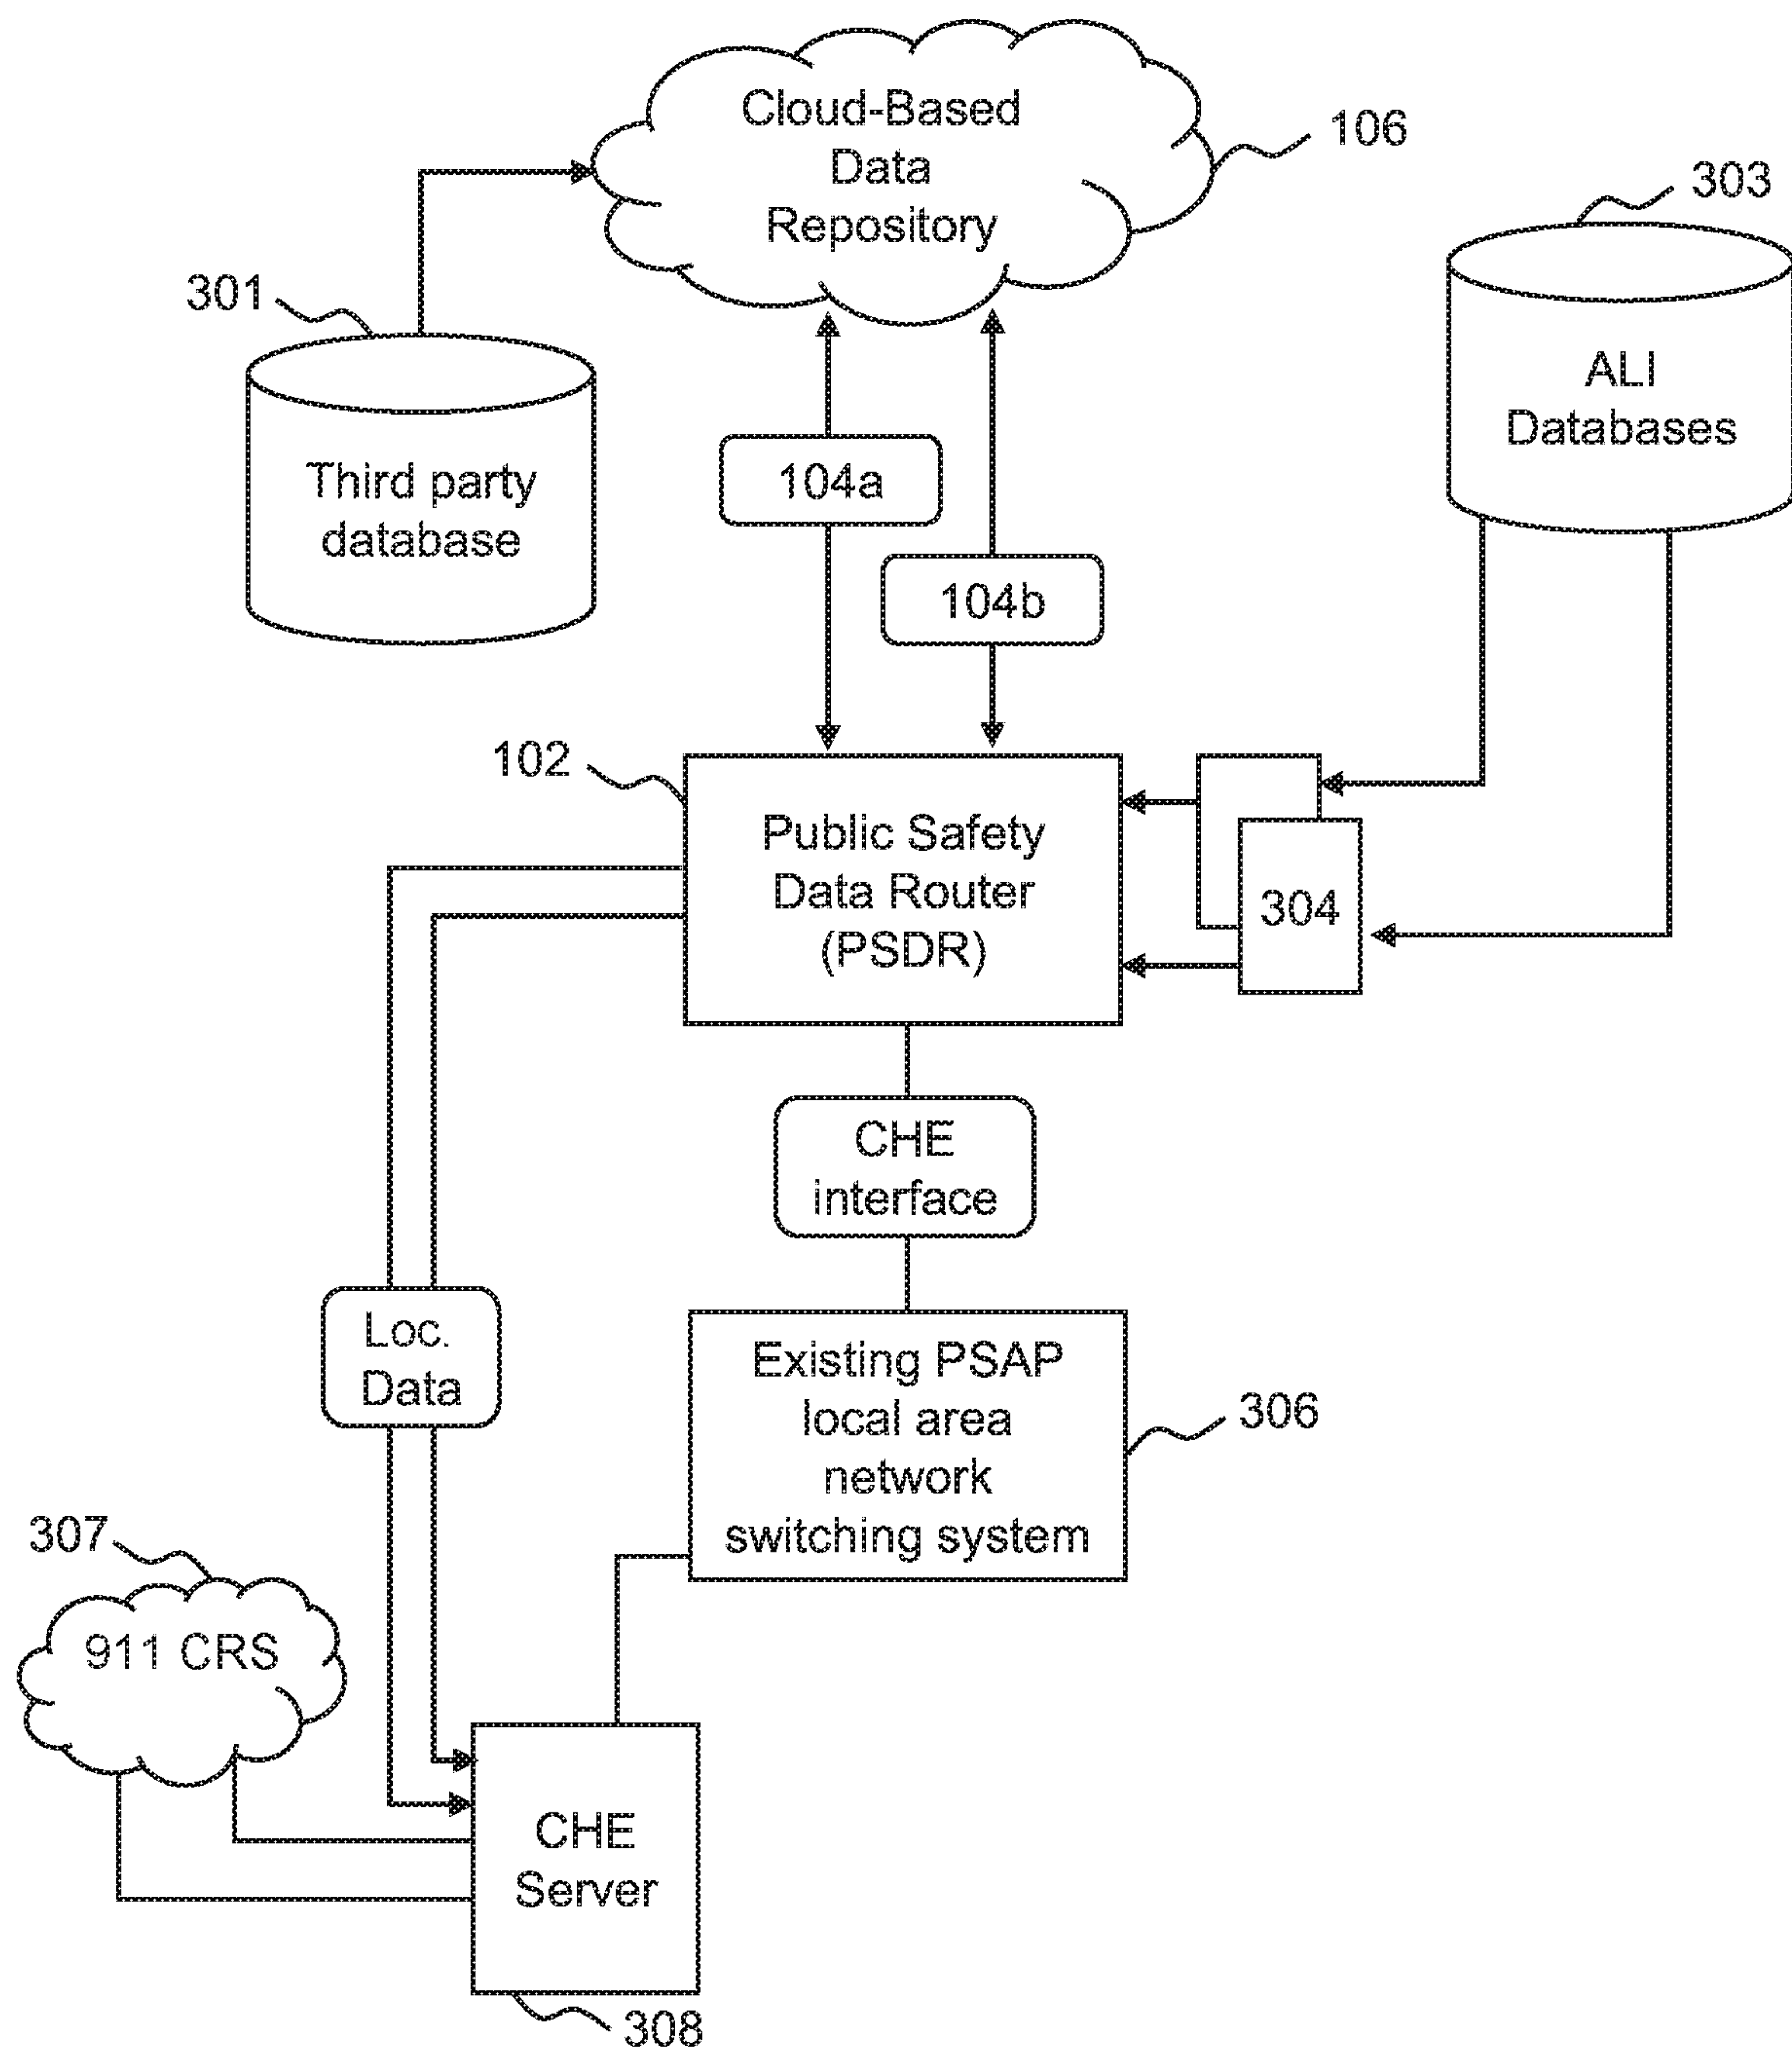 Cloud-Based
Data
Repository
106
303
301
ALI
Databases
Third party
database
104a
104b
102
Public Safety
Data Router
(PSDR)
304
CHE
interface
Loc.
Data
Existing PSAP
local area
network
switching system
306
307
911 CRS
CHE
Server
308